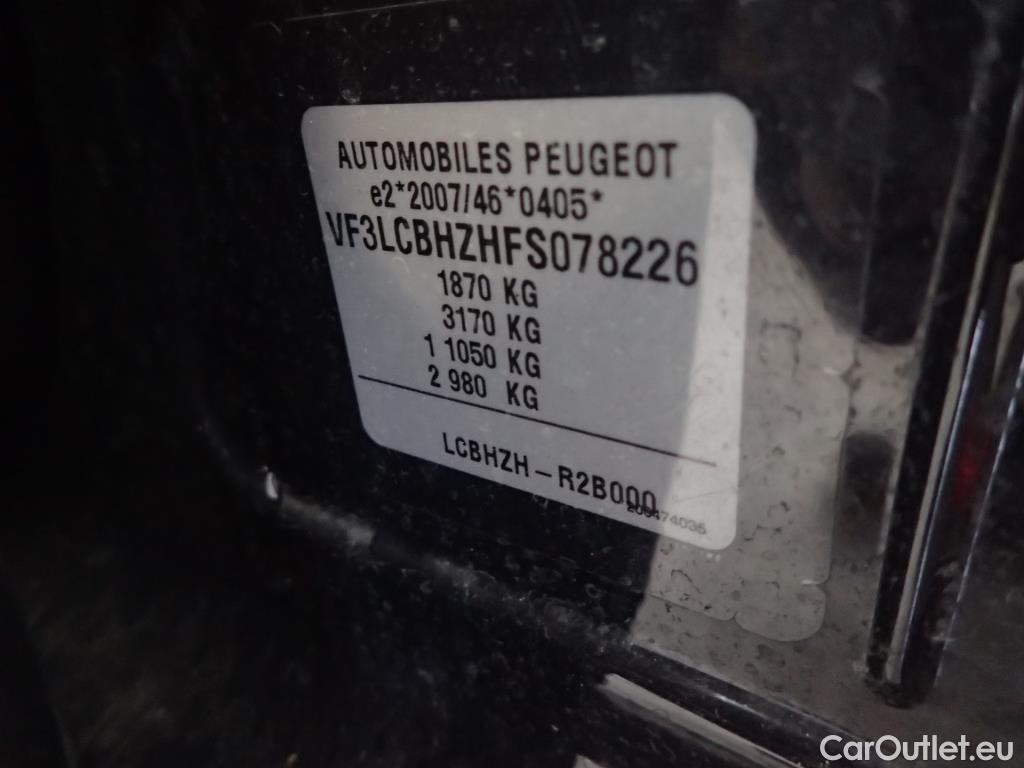 AUTOMOBILES PEUGEOT
e2*2007/46*0405*
VF3LCBHZHFS078226
1870 KG
3170 KG
1 1050 KG
2 980 KG
LCBHZH - R2B000
CarOutlet.eu